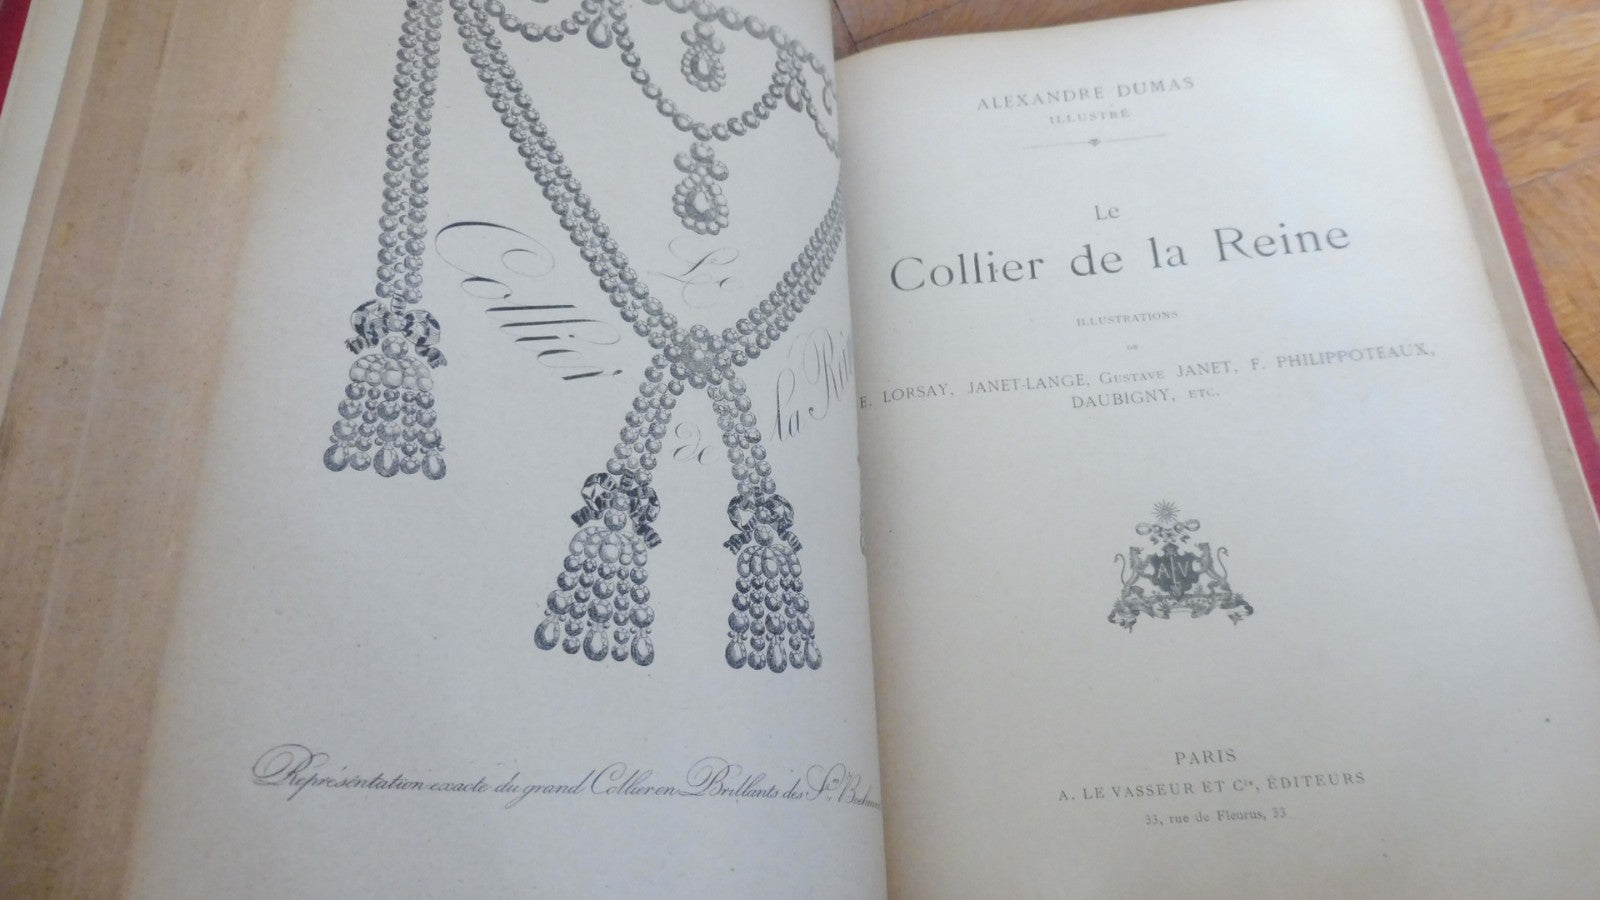 Le
Collier
de
la
Représentation exacte du grand Collier en Brillants des S.rs
ALEXANDRE DUMAS
ILLUSTRÉ
Le
Collier de la Reine
ILLUSTRATIONS
DE
E. LORSAY, JANET-LANGE, GUSTAVE JANET, F. PHILIPPOTEAUX,
DAUBIGNY, ETC.
ALV
PARIS
A. LE VASSEUR ET Cie, ÉDITEURS
33, rue de Fleurus, 33